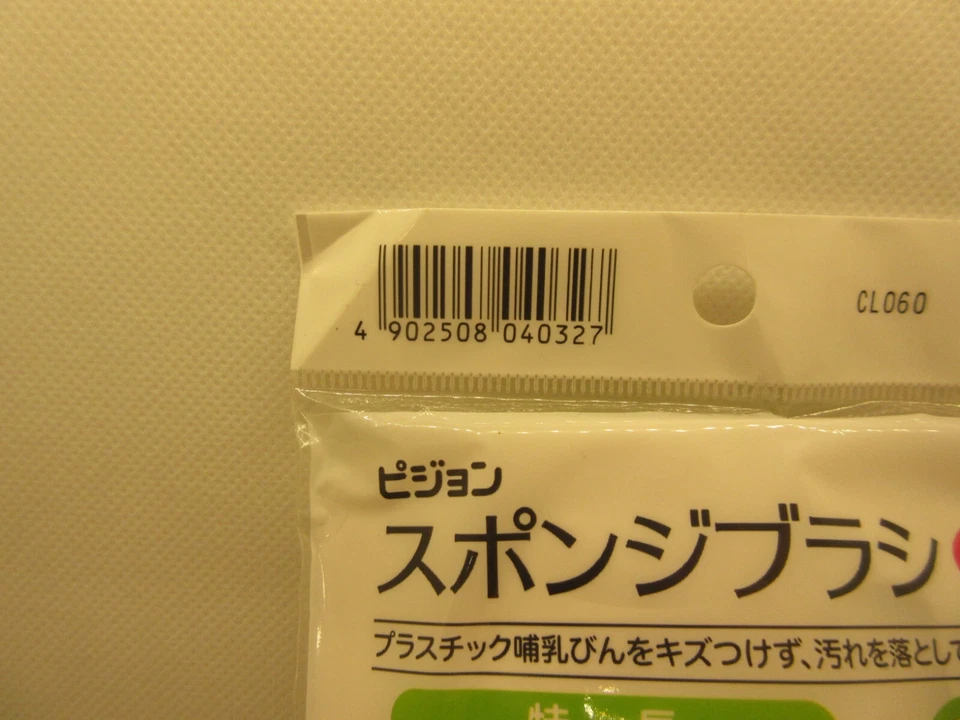 4 902508 040327
CL060
ピジョン
スポンジブラシ
プラスチック哺乳びんをキズつけず、汚れを落として
特長